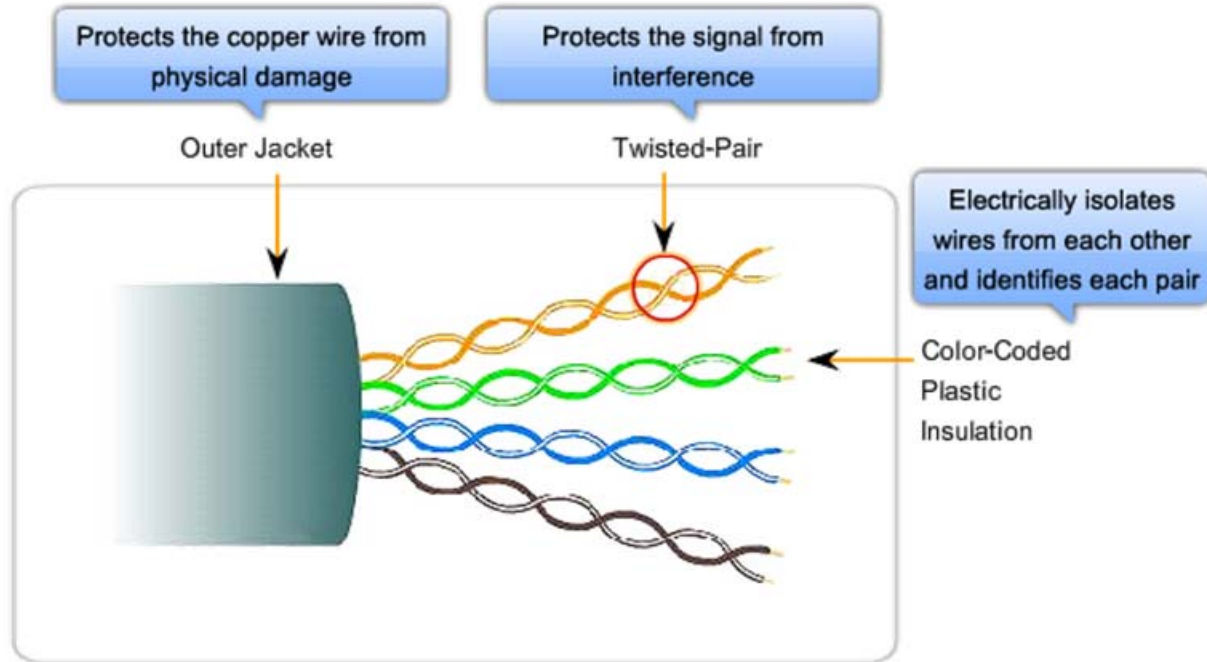 Protects the copper wire from
physical damage
Protects the signal from
interference
Outer Jacket
Twisted-Pair
Electrically isolates
wires from each other
and identifies each pair
Color-Coded
Plastic
Insulation